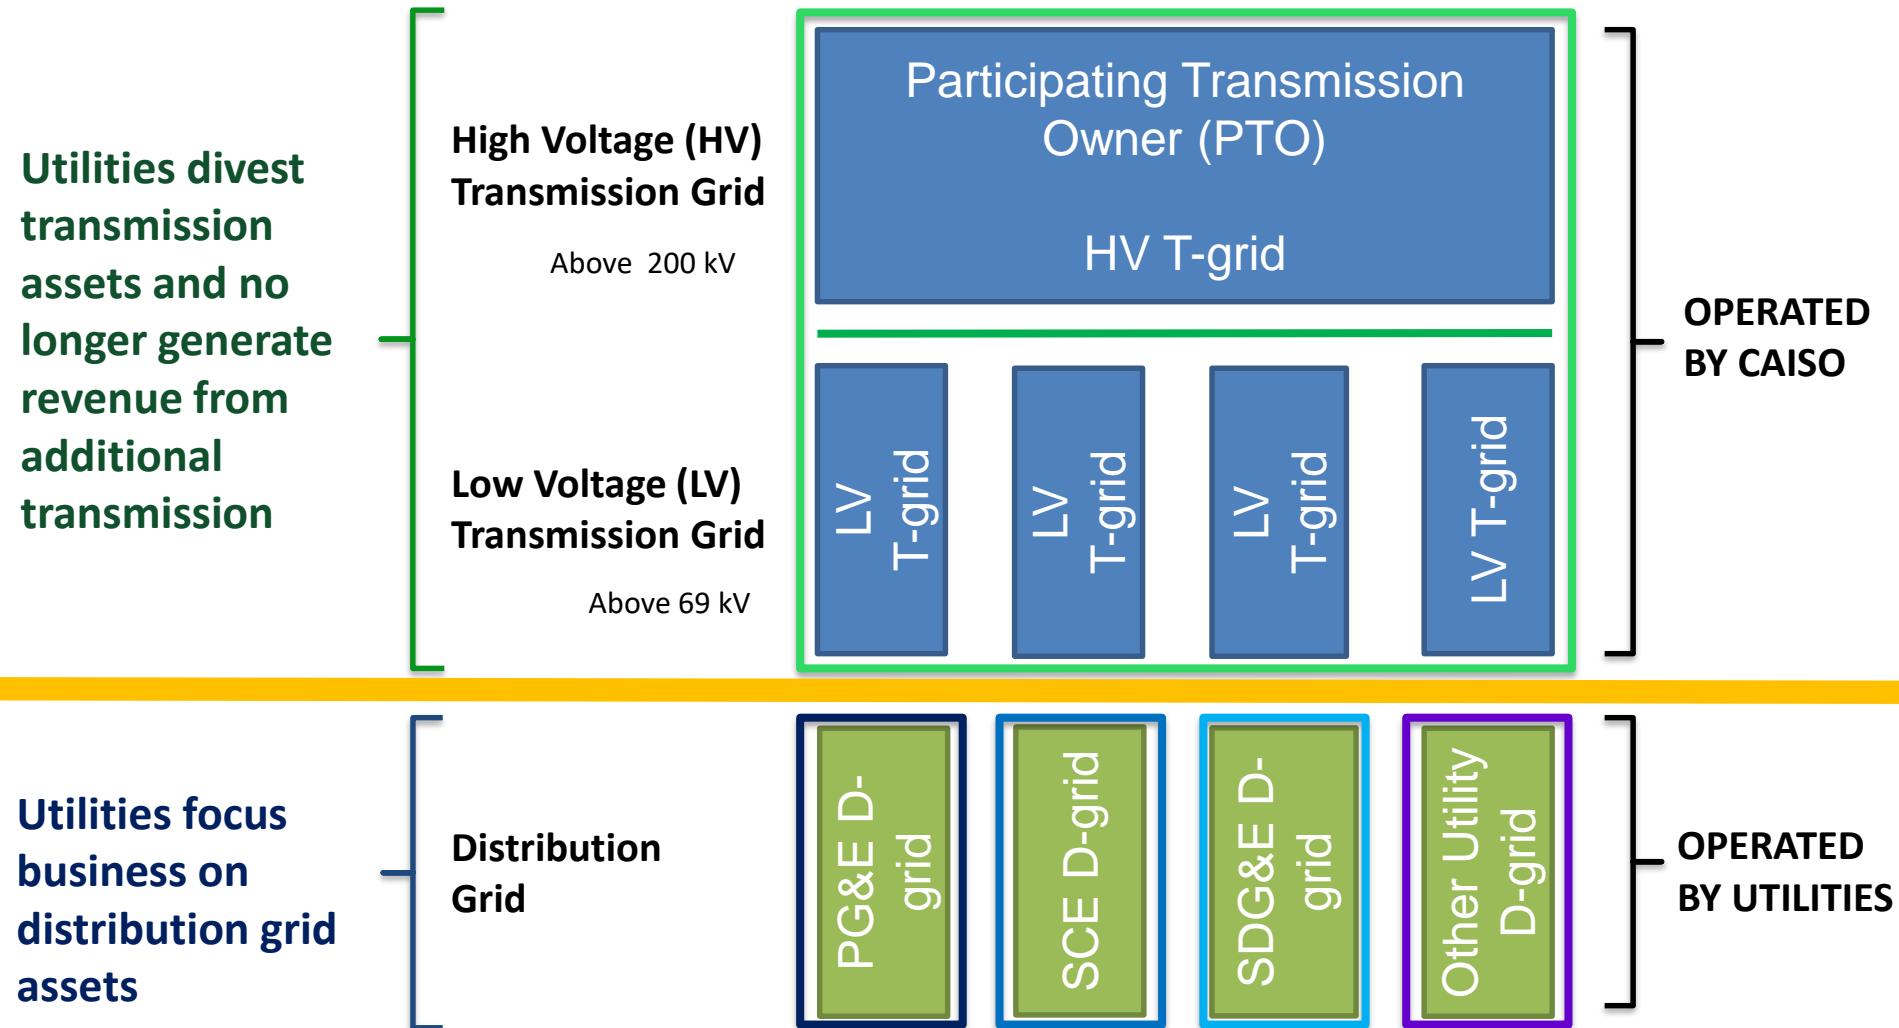 Utilities divest
transmission
assets and no
longer generate
revenue from
additional
transmission
High Voltage (HV)
Transmission Grid
Above 200 kV
Low Voltage (LV)
Transmission Grid
Above 69 kV
Participating Transmission
Owner (PTO)
HV T-grid
LV
T-grid
LV
T-grid
LV
T-grid
LV T-grid
OPERATED
BY CAISO
Utilities focus
business on
distribution grid
assets
Distribution
Grid
PG&E D-
grid
SCE D-grid
SDG&E D-
grid
Other Utility
D-grid
OPERATED
BY UTILITIES